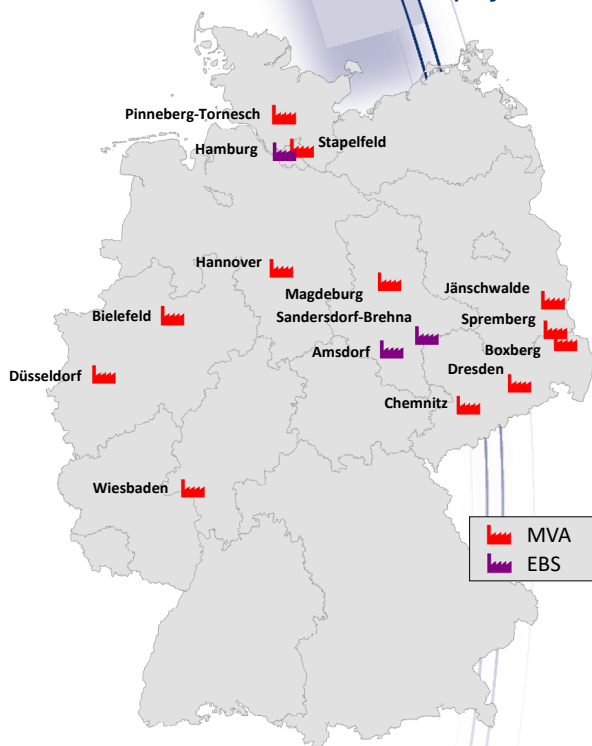 Pinneberg-Tornesch
Stapelfeld
Hamburg
Hannover
Magdeburg
Jänschwalde
Bielefeld
Sandersdorf-Brehna
Spremberg
Amsdorf
Boxberg
Düsseldorf
Dresden
Chemnitz
Wiesbaden
MVA
EBS